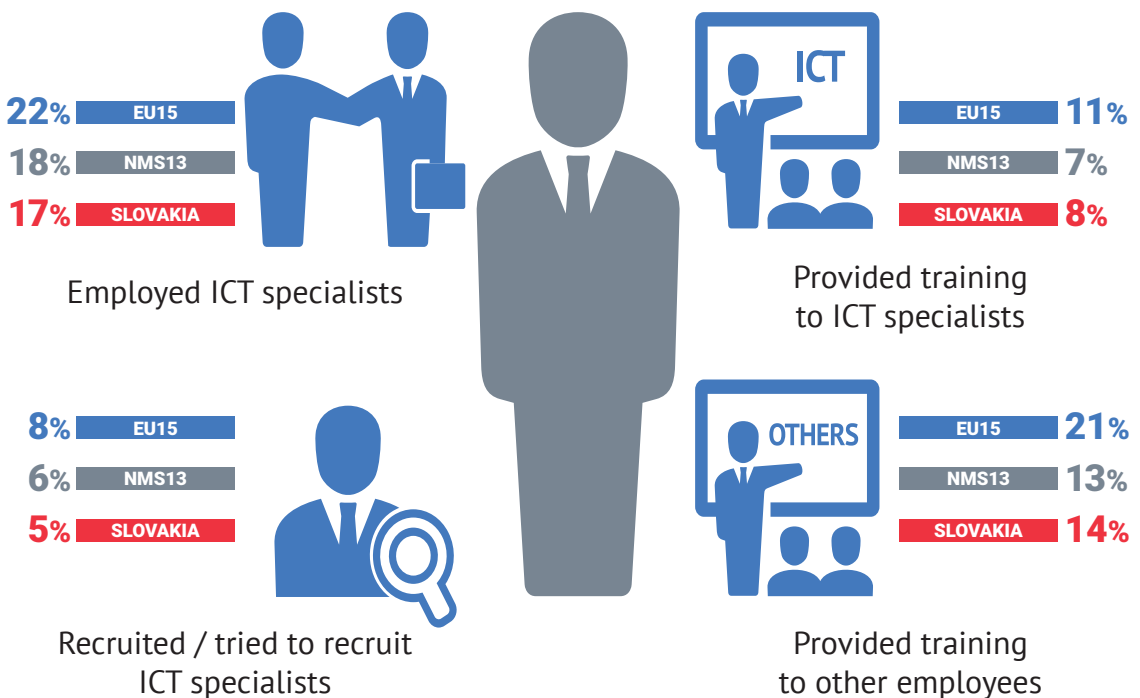 22% EU15
18% NMS13
17% SLOVAKIA
Employed ICT specialists
ICT
EU15 11%
NMS13 7%
SLOVAKIA 8%
Provided training
to ICT specialists
8% EU15
6% NMS13
5% SLOVAKIA
Recruited / tried to recruit
ICT specialists
OTHERS
EU15 21%
NMS13 13%
SLOVAKIA 14%
Provided training
to other employees